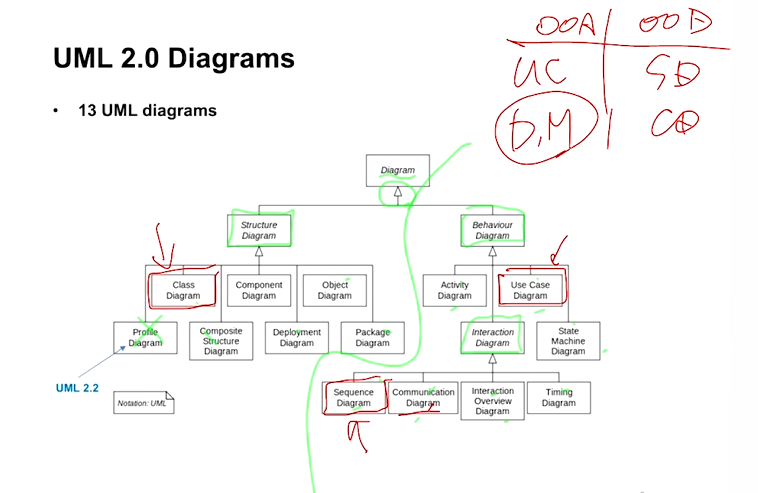 OOA | OOD
UML 2.0 Diagrams
UC
SD
• 13 UML diagrams
D,M
CD
Diagram
Structure
Diagram
Behaviour
Diagram
Class
Diagram
Component
Diagram
Object
Diagram
Activity
Diagram
Use Case
Diagram
Profile
Diagram
Composite
Structure
Diagram
Deployment
Diagram
Package
Diagram
Interaction
Diagram
State
Machine
Diagram
UML 2.2
Notation: UML
Sequence
Diagram
Communication
Diagram
Interaction
Overview
Diagram
Timing
Diagram